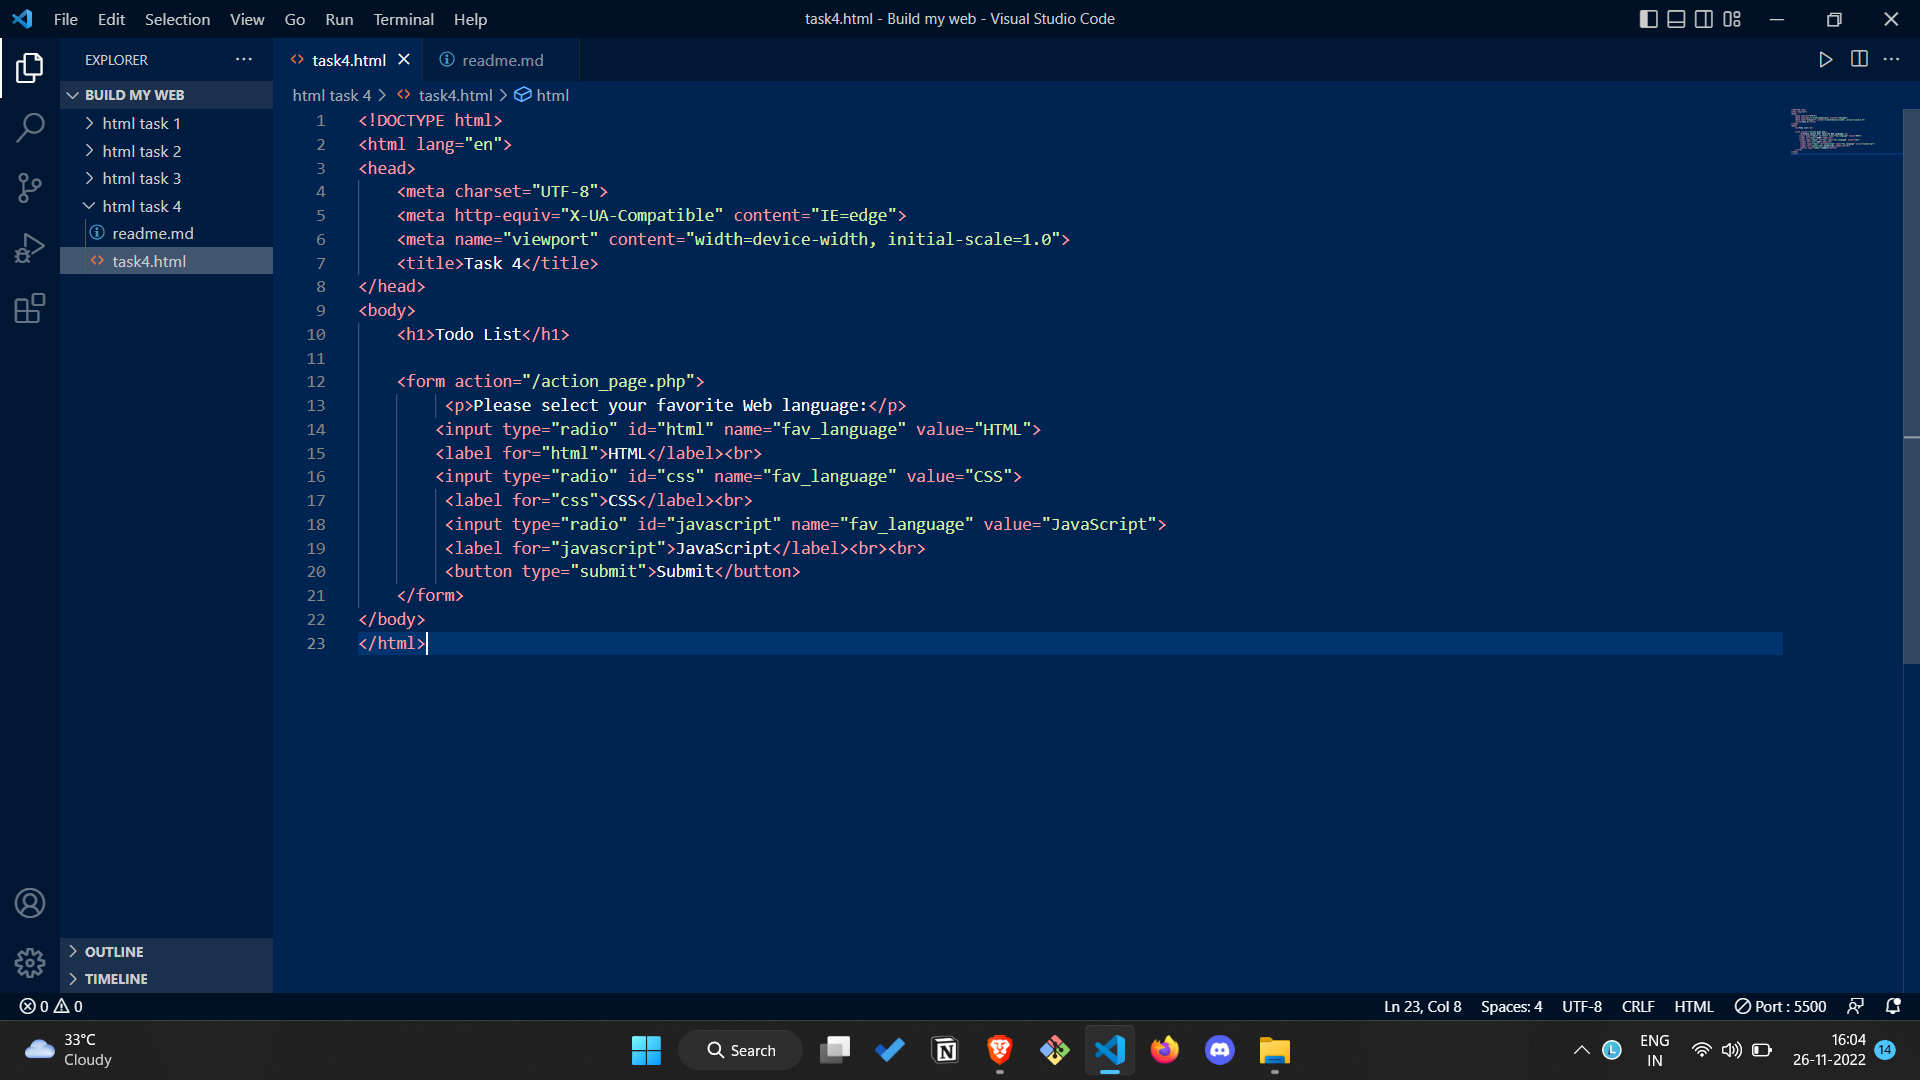 File Edit Selection View Go Run Terminal Help
task4.html - Build my web - Visual Studio Code
EXPLORER
BUILD MY WEB
html task 1
html task 2
html task 3
html task 4
readme.md
task4.html
OUTLINE
TIMELINE
task4.html
readme.md
html task 4 > task4.html > html
1 <!DOCTYPE html>
2 <html lang="en">
3 <head>
4 <meta charset="UTF-8">
5 <meta http-equiv="X-UA-Compatible" content="IE=edge">
6 <meta name="viewport" content="width=device-width, initial-scale=1.0">
7 <title>Task 4</title>
8 </head>
9 <body>
10 <h1>Todo List</h1>
11
12 <form action="/action_page.php">
13 <p>Please select your favorite Web language:</p>
14 <input type="radio" id="html" name="fav_language" value="HTML">
15 <label for="html">HTML</label><br>
16 <input type="radio" id="css" name="fav_language" value="CSS">
17 <label for="css">CSS</label><br>
18 <input type="radio" id="javascript" name="fav_language" value="JavaScript">
19 <label for="javascript">JavaScript</label><br><br>
20 <button type="submit">Submit</button>
21 </form>
22 </body>
23 </html>
0 0
Ln 23, Col 8 Spaces: 4 UTF-8 CRLF HTML Port : 5500
33°C
Cloudy
Search
N
L
ENG
IN
16:04
26-11-2022
14